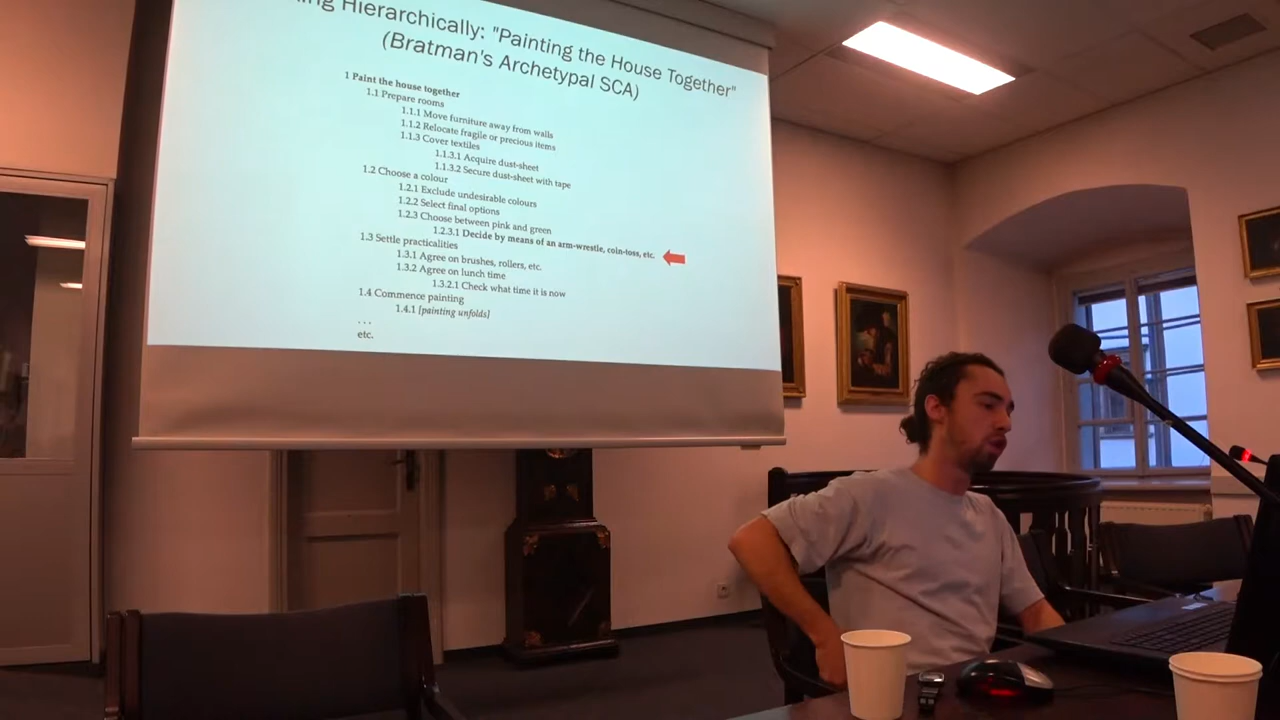 Hierarchically: "Painting the House Together"
(Bratman's Archetypal SCA)
1 Paint the house together
1.1 Prepare rooms
1.1.1 Move furniture away from walls
1.1.2 Relocate fragile or precious items
1.1.3 Cover textiles
1.1.3.1 Acquire dust-sheet
1.1.3.2 Secure dust-sheet with tape
1.2 Choose a colour
1.2.1 Exclude undesirable colours
1.2.2 Select final options
1.2.3 Choose between pink and green
1.2.3.1 Decide by means of an arm-wrestle, coin-toss, etc.
1.3 Settle practicalities
1.3.1 Agree on brushes, rollers, etc.
1.3.2 Agree on lunch time
1.3.2.1 Check what time it is now
1.4 Commence painting
1.4.1 [painting unfolds]
...
etc.